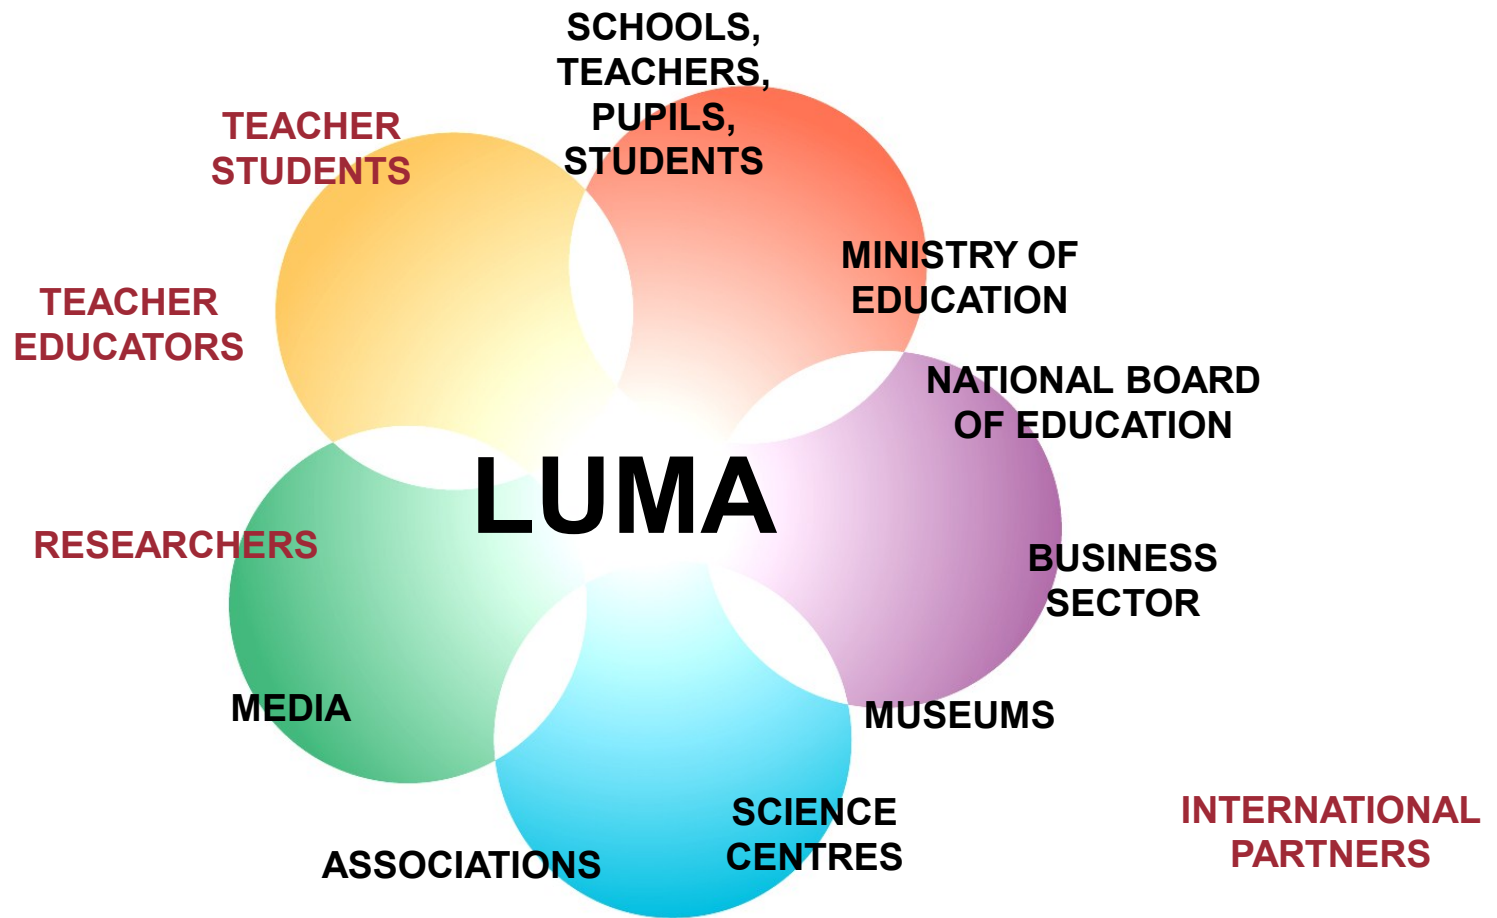 SCHOOLS,
TEACHERS,
PUPILS,
STUDENTS
TEACHER
STUDENTS
MINISTRY OF
EDUCATION
TEACHER
EDUCATORS
NATIONAL BOARD
OF EDUCATION
LUMA
RESEARCHERS
BUSINESS
SECTOR
MEDIA
MUSEUMS
SCIENCE
CENTRES
INTERNATIONAL
PARTNERS
ASSOCIATIONS